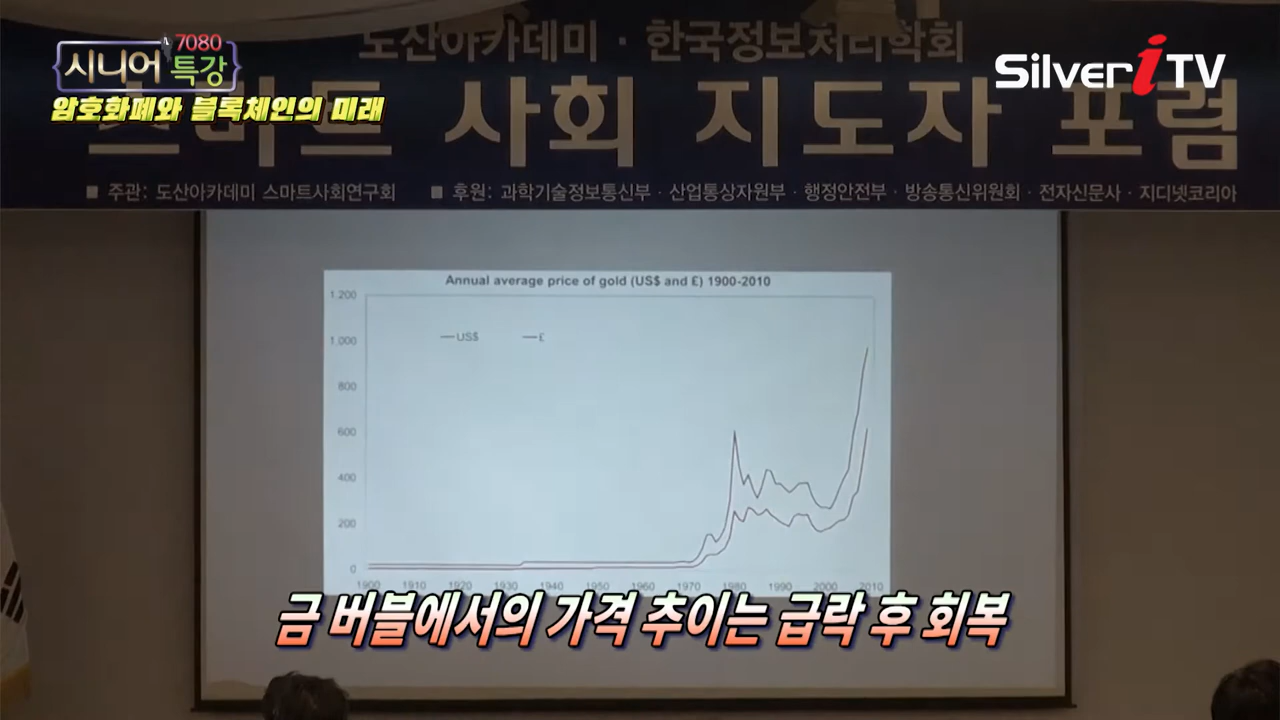 도산아카데미 · 한국정보처리학회
시니어 7080 특강
Silver i TV
암호화폐와 블록체인의 미래
스마트 사회 지도자 포럼
■ 주관: 도산아카데미 스마트사회연구회 ■ 후원: 과학기술정보통신부 · 산업통상자원부 · 행정안전부 · 방송통신위원회 · 전자신문사 · 지디넷코리아
Annual average price of gold (US$ and £) 1900-2010
1,200
1,000
800
600
400
200
0
US$ £
1900 1910 1920 1930 1940 1950 1960 1970 1980 1990 2000 2010
금 버블에서의 가격 추이는 급락 후 회복